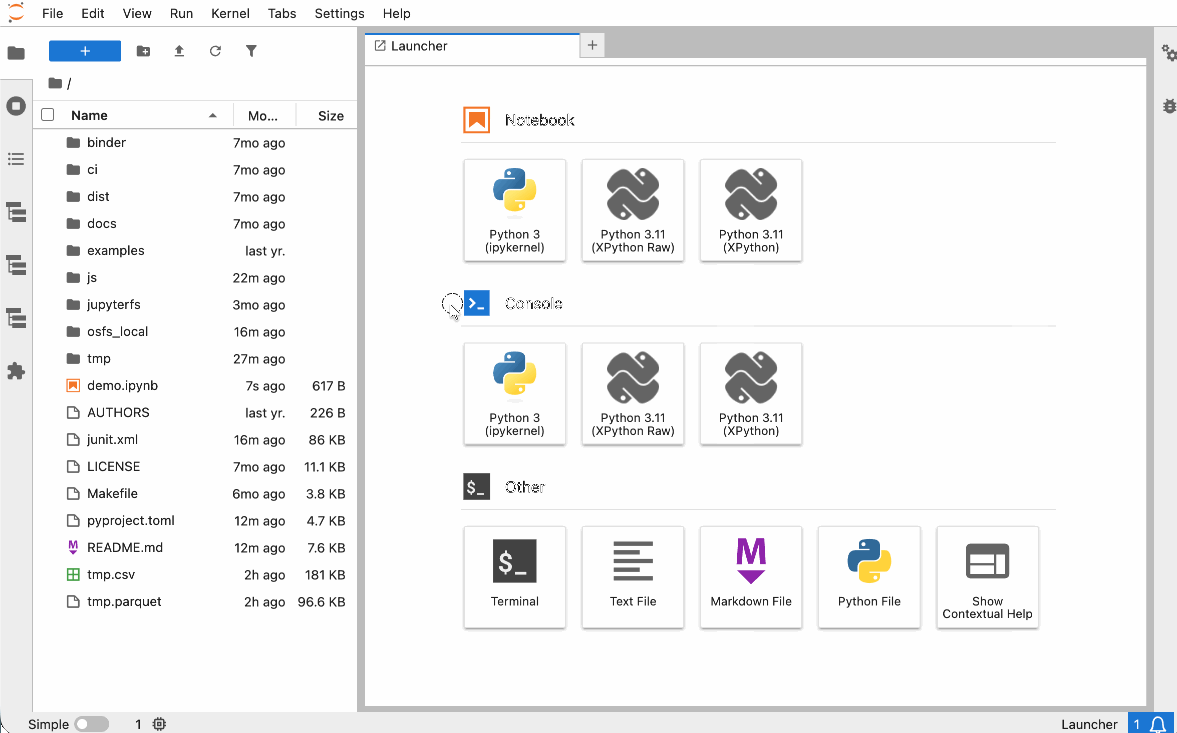 File Edit View Run Kernel Tabs Settings Help
+
Launcher
+
/
Name Mo... Size
binder 7mo ago
ci 7mo ago
dist 7mo ago
docs 7mo ago
examples last yr.
js 22m ago
jupyterfs 3mo ago
osfs_local 16m ago
tmp 27m ago
demo.ipynb 7s ago 617 B
AUTHORS last yr. 226 B
junit.xml 16m ago 86 KB
LICENSE 7mo ago 11.1 KB
Makefile 6mo ago 3.8 KB
pyproject.toml 12m ago 4.7 KB
README.md 12m ago 7.6 KB
tmp.csv 2h ago 181 KB
tmp.parquet 2h ago 96.6 KB
Notebook
Python 3
(ipykernel)
Python 3.11
(XPython Raw)
Python 3.11
(XPython)
Console
Python 3
(ipykernel)
Python 3.11
(XPython Raw)
Python 3.11
(XPython)
$_ Other
$_
Terminal
Text File
M
Markdown File
Python File
Show
Contextual Help
Simple 1 Launcher 1